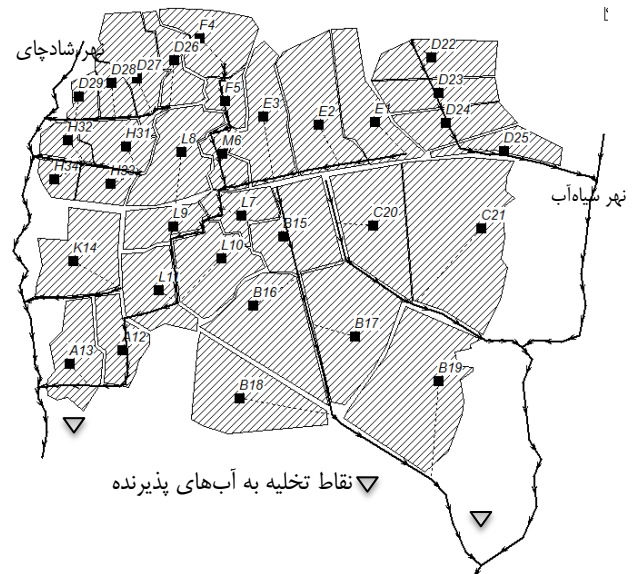 F4
D22
نهر شادچای
D26
D27
D28
D29
D23
F5
E3
E2
D24
H32
H31
L8
M6
D25
H34
H33
نهر سیاه‌آب
L9
L7
C20
C21
B15
K14
L10
B16
B17
A12
A13
B18
B19
نقاط تخلیه به آب‌های پذیرنده